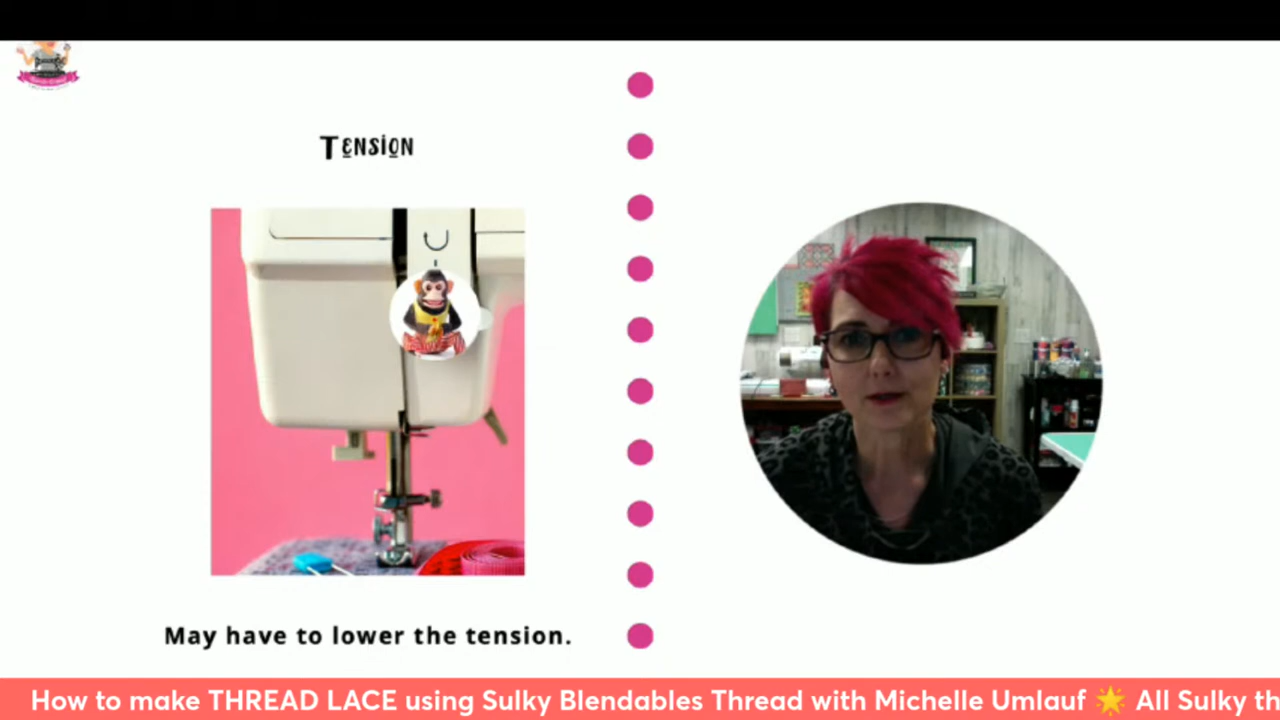 Tension
May have to lower the tension.
How to make THREAD LACE using Sulky Blendables Thread with Michelle Umlauf 🌟 All Sulky th